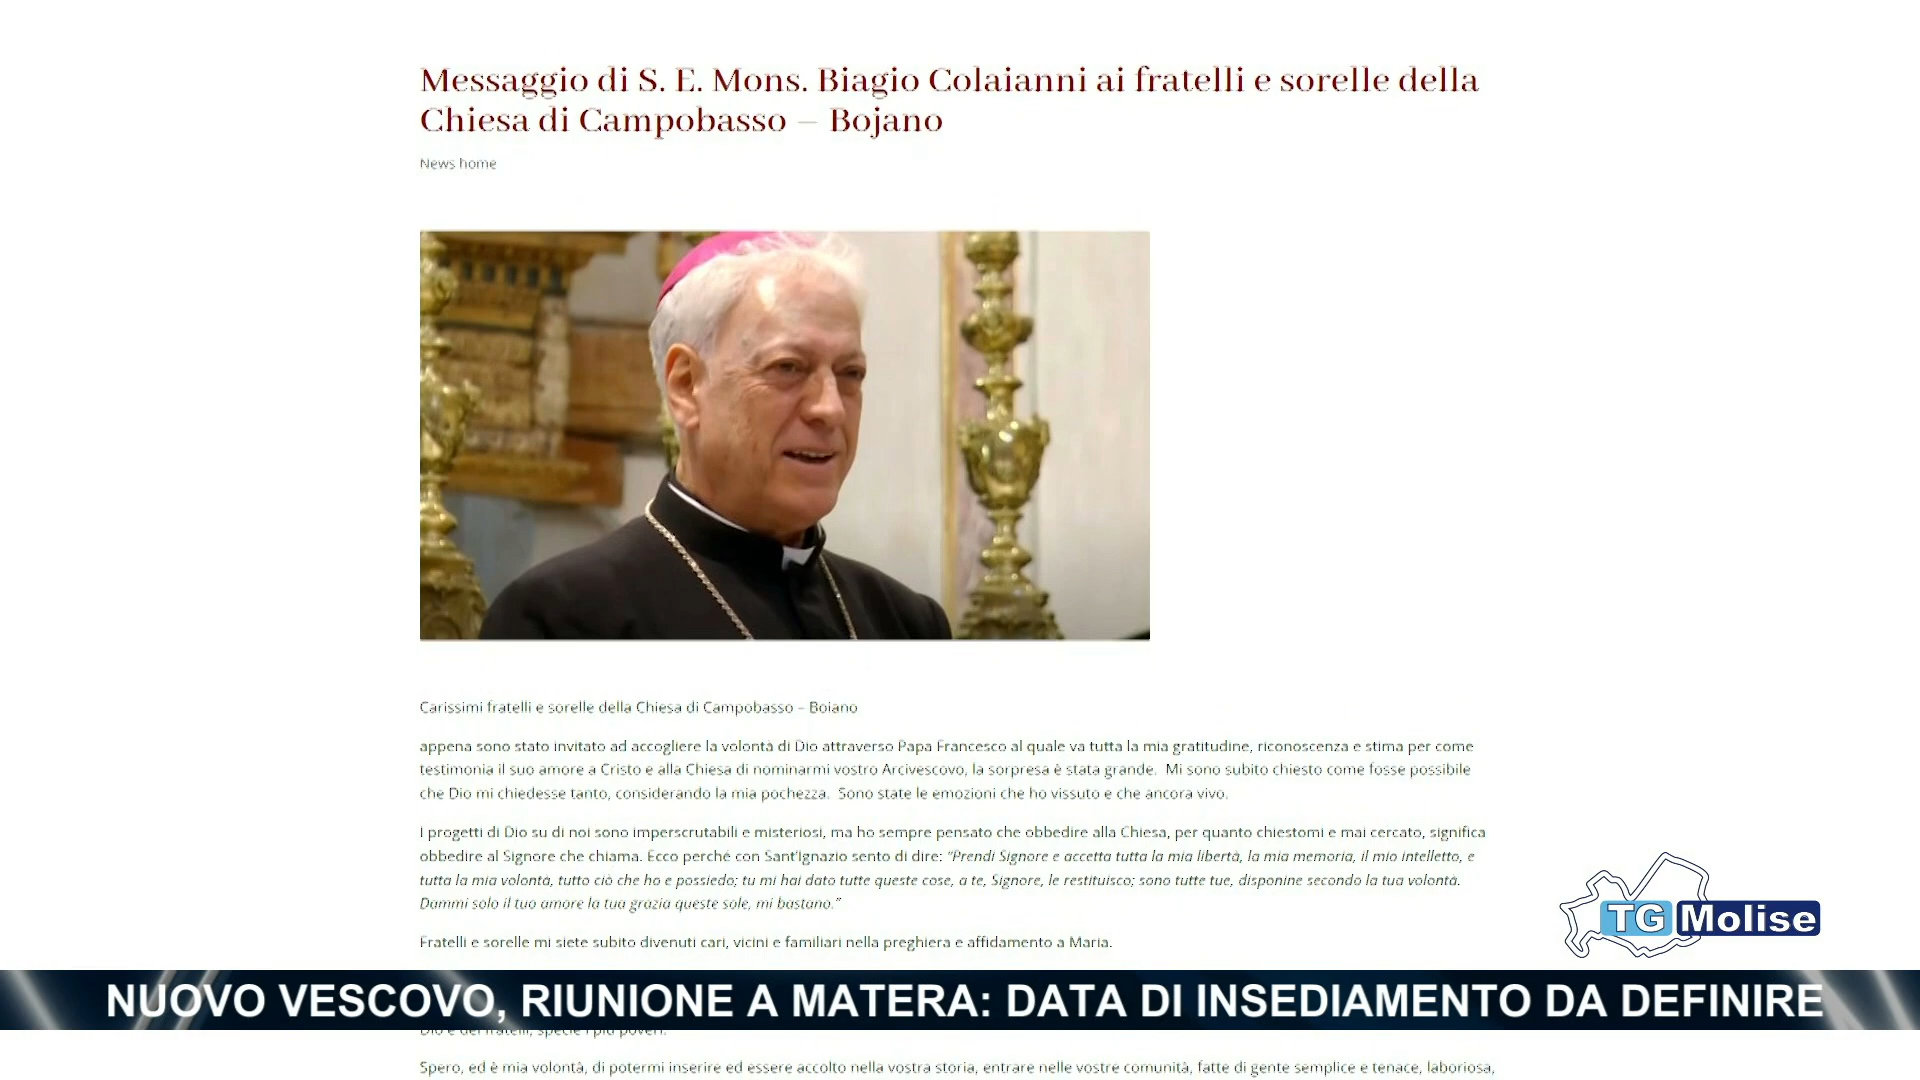 Messaggio di S. E. Mons. Biagio Colaianni ai fratelli e sorelle della
Chiesa di Campobasso – Bojano
News home
Carissimi fratelli e sorelle della Chiesa di Campobasso – Boiano
appena sono stato invitato ad accogliere la volontà di Dio attraverso Papa Francesco al quale va tutta la mia gratitudine, riconoscenza e stima per come
testimonia il suo amore a Cristo e alla Chiesa di nominarmi vostro Arcivescovo, la sorpresa è stata grande.  Mi sono subito chiesto come fosse possibile
che Dio mi chiedesse tanto, considerando la mia pochezza.  Sono state le emozioni che ho vissuto e che ancora vivo.
I progetti di Dio su di noi sono imperscrutabili e misteriosi, ma ho sempre pensato che obbedire alla Chiesa, per quanto chiestomi e mai cercato, significa
obbedire al Signore che chiama. Ecco perché con Sant'Ignazio sento di dire: "Prendi Signore e accetta tutta la mia libertà, la mia memoria, il mio intelletto, e
tutta la mia volontà, tutto ciò che ho e possiedo; tu mi hai dato tutte queste cose, a te, Signore, le restituisco; sono tutte tue, disponine secondo la tua volontà.
Dammi solo il tuo amore la tua grazia queste sole, mi bastano."
Fratelli e sorelle mi siete subito divenuti cari, vicini e familiari nella preghiera e affidamento a Maria.
TG Molise
NUOVO VESCOVO, RIUNIONE A MATERA: DATA DI INSEDIAMENTO DA DEFINIRE
Dio e dei fratelli, specie i più poveri.
Spero, ed è mia volontà, di potermi inserire ed essere accolto nella vostra storia, entrare nelle vostre comunità, fatte di gente semplice e tenace, laboriosa,